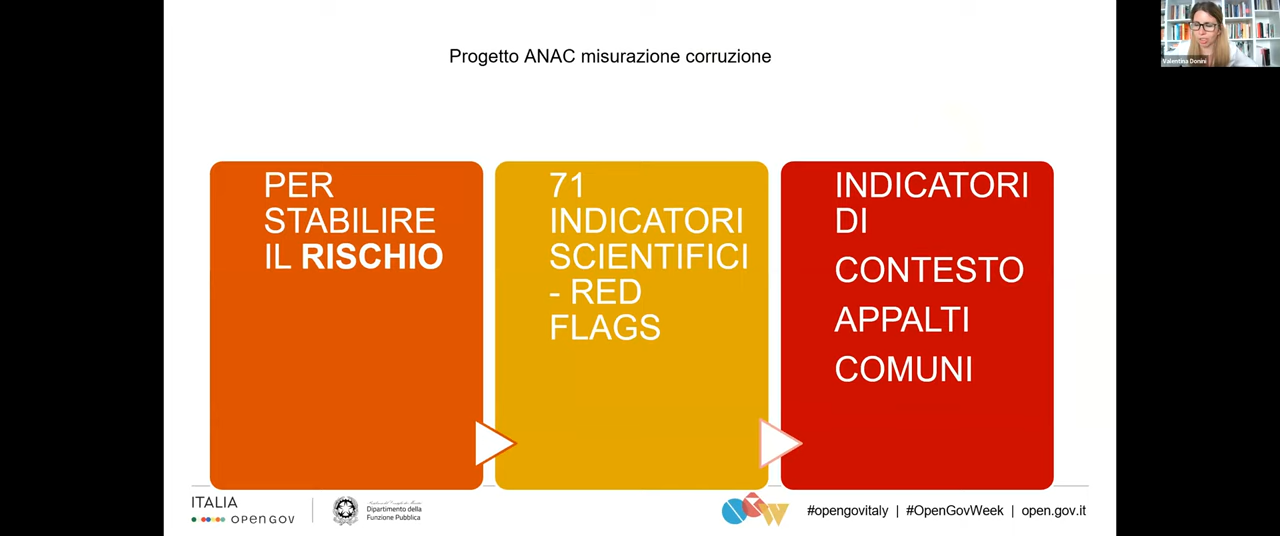 Progetto ANAC misurazione corruzione
Valentina Donini
PER
STABILIRE
IL RISCHIO
71
INDICATORI
SCIENTIFICI
- RED
FLAGS
INDICATORI
DI
CONTESTO
APPALTI
COMUNI
ITALIA
OPEN GOV
Dipartimento della
Funzione Pubblica
#opengovitaly | #OpenGovWeek | open.gov.it